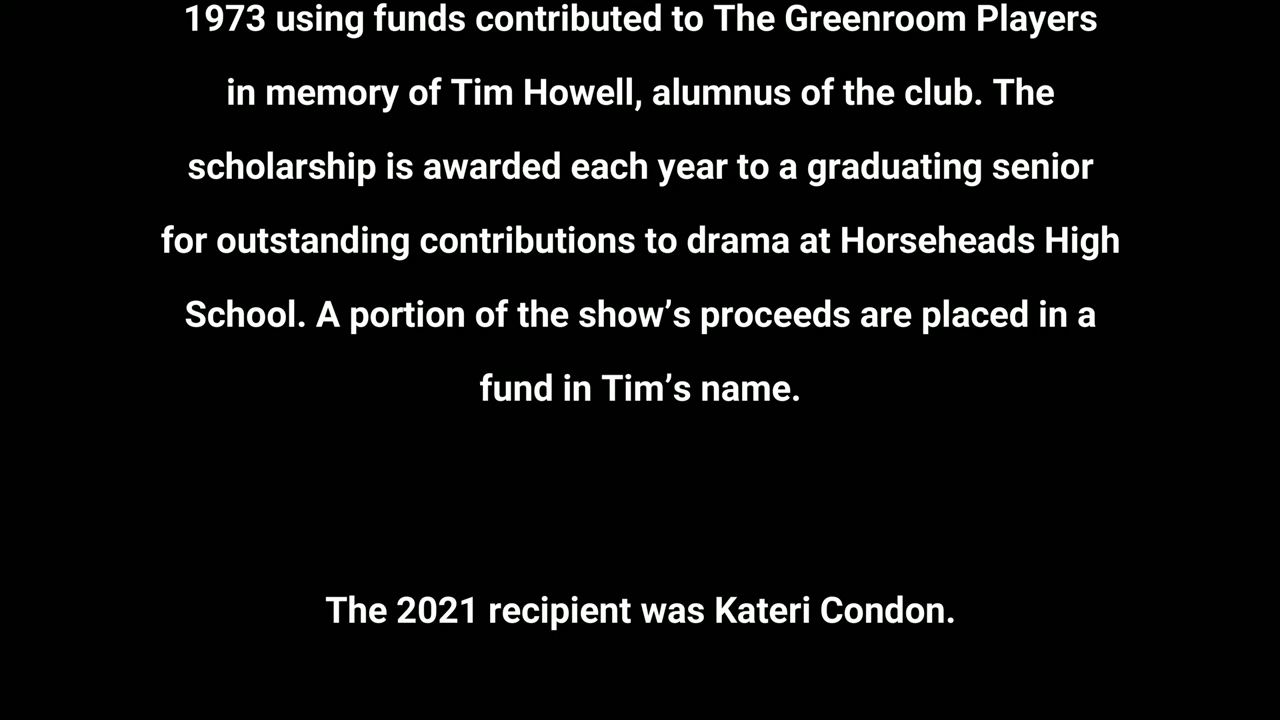 1973 using funds contributed to The Greenroom Players
in memory of Tim Howell, alumnus of the club. The
scholarship is awarded each year to a graduating senior
for outstanding contributions to drama at Horseheads High
School. A portion of the show’s proceeds are placed in a
fund in Tim’s name.
The 2021 recipient was Kateri Condon.